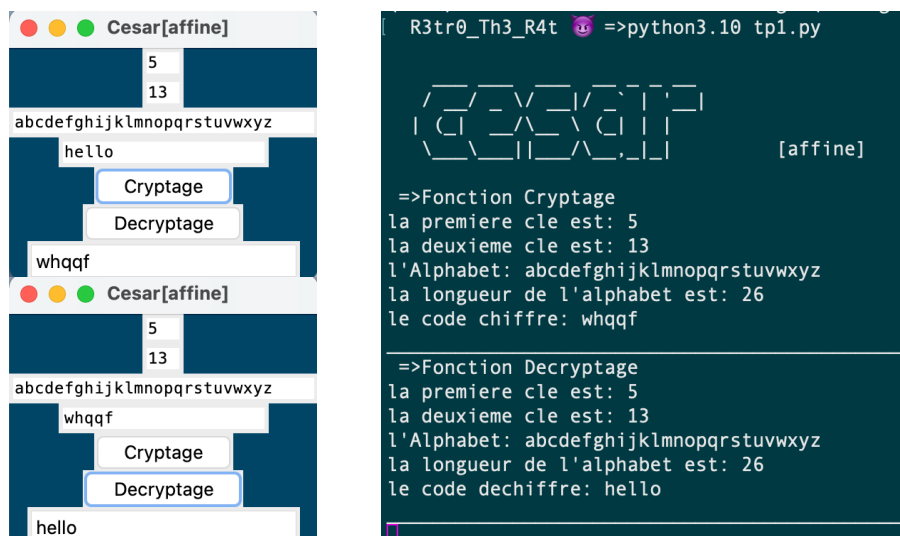 Cesar[affine]
5
13
abcdefghijklmnopqrstuvwxyz
hello
Cryptage
Decryptage
whqqf
Cesar[affine]
5
13
abcdefghijklmnopqrstuvwxyz
whqqf
Cryptage
Decryptage
hello
[ R3tr0_Th3_R4t 😈 =>python3.10 tp1.py
cesar
[affine]
=>Fonction Cryptage
la premiere cle est: 5
la deuxieme cle est: 13
l'Alphabet: abcdefghijklmnopqrstuvwxyz
la longueur de l'alphabet est: 26
le code chiffre: whqqf
=>Fonction Decryptage
la premiere cle est: 5
la deuxieme cle est: 13
l'Alphabet: abcdefghijklmnopqrstuvwxyz
la longueur de l'alphabet est: 26
le code dechiffre: hello